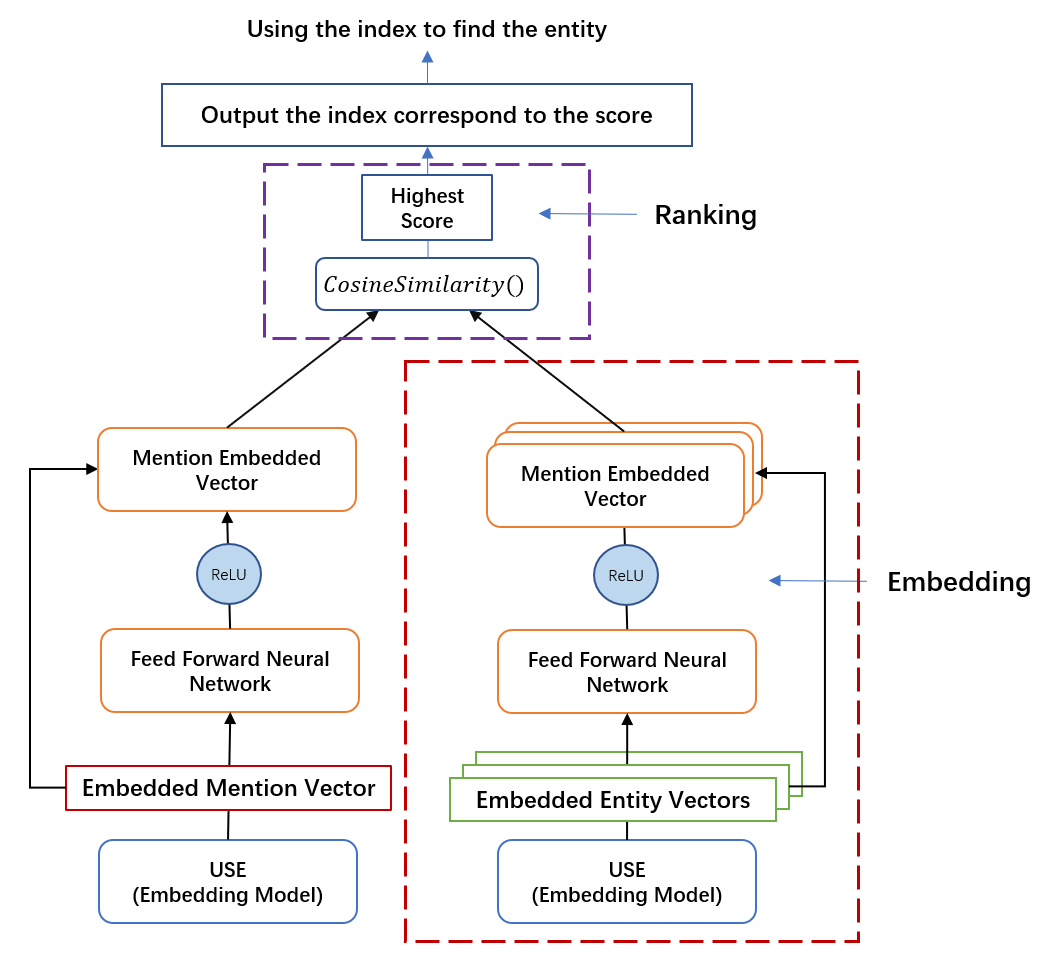 Using the index to find the entity
Output the index correspond to the score
Highest
Score
Ranking
CosineSimilarity()
Mention Embedded
Vector
Mention Embedded
Vector
ReLU
ReLU
Embedding
Feed Forward Neural
Network
Feed Forward Neural
Network
Embedded Mention Vector
Embedded Entity Vectors
USE
(Embedding Model)
USE
(Embedding Model)